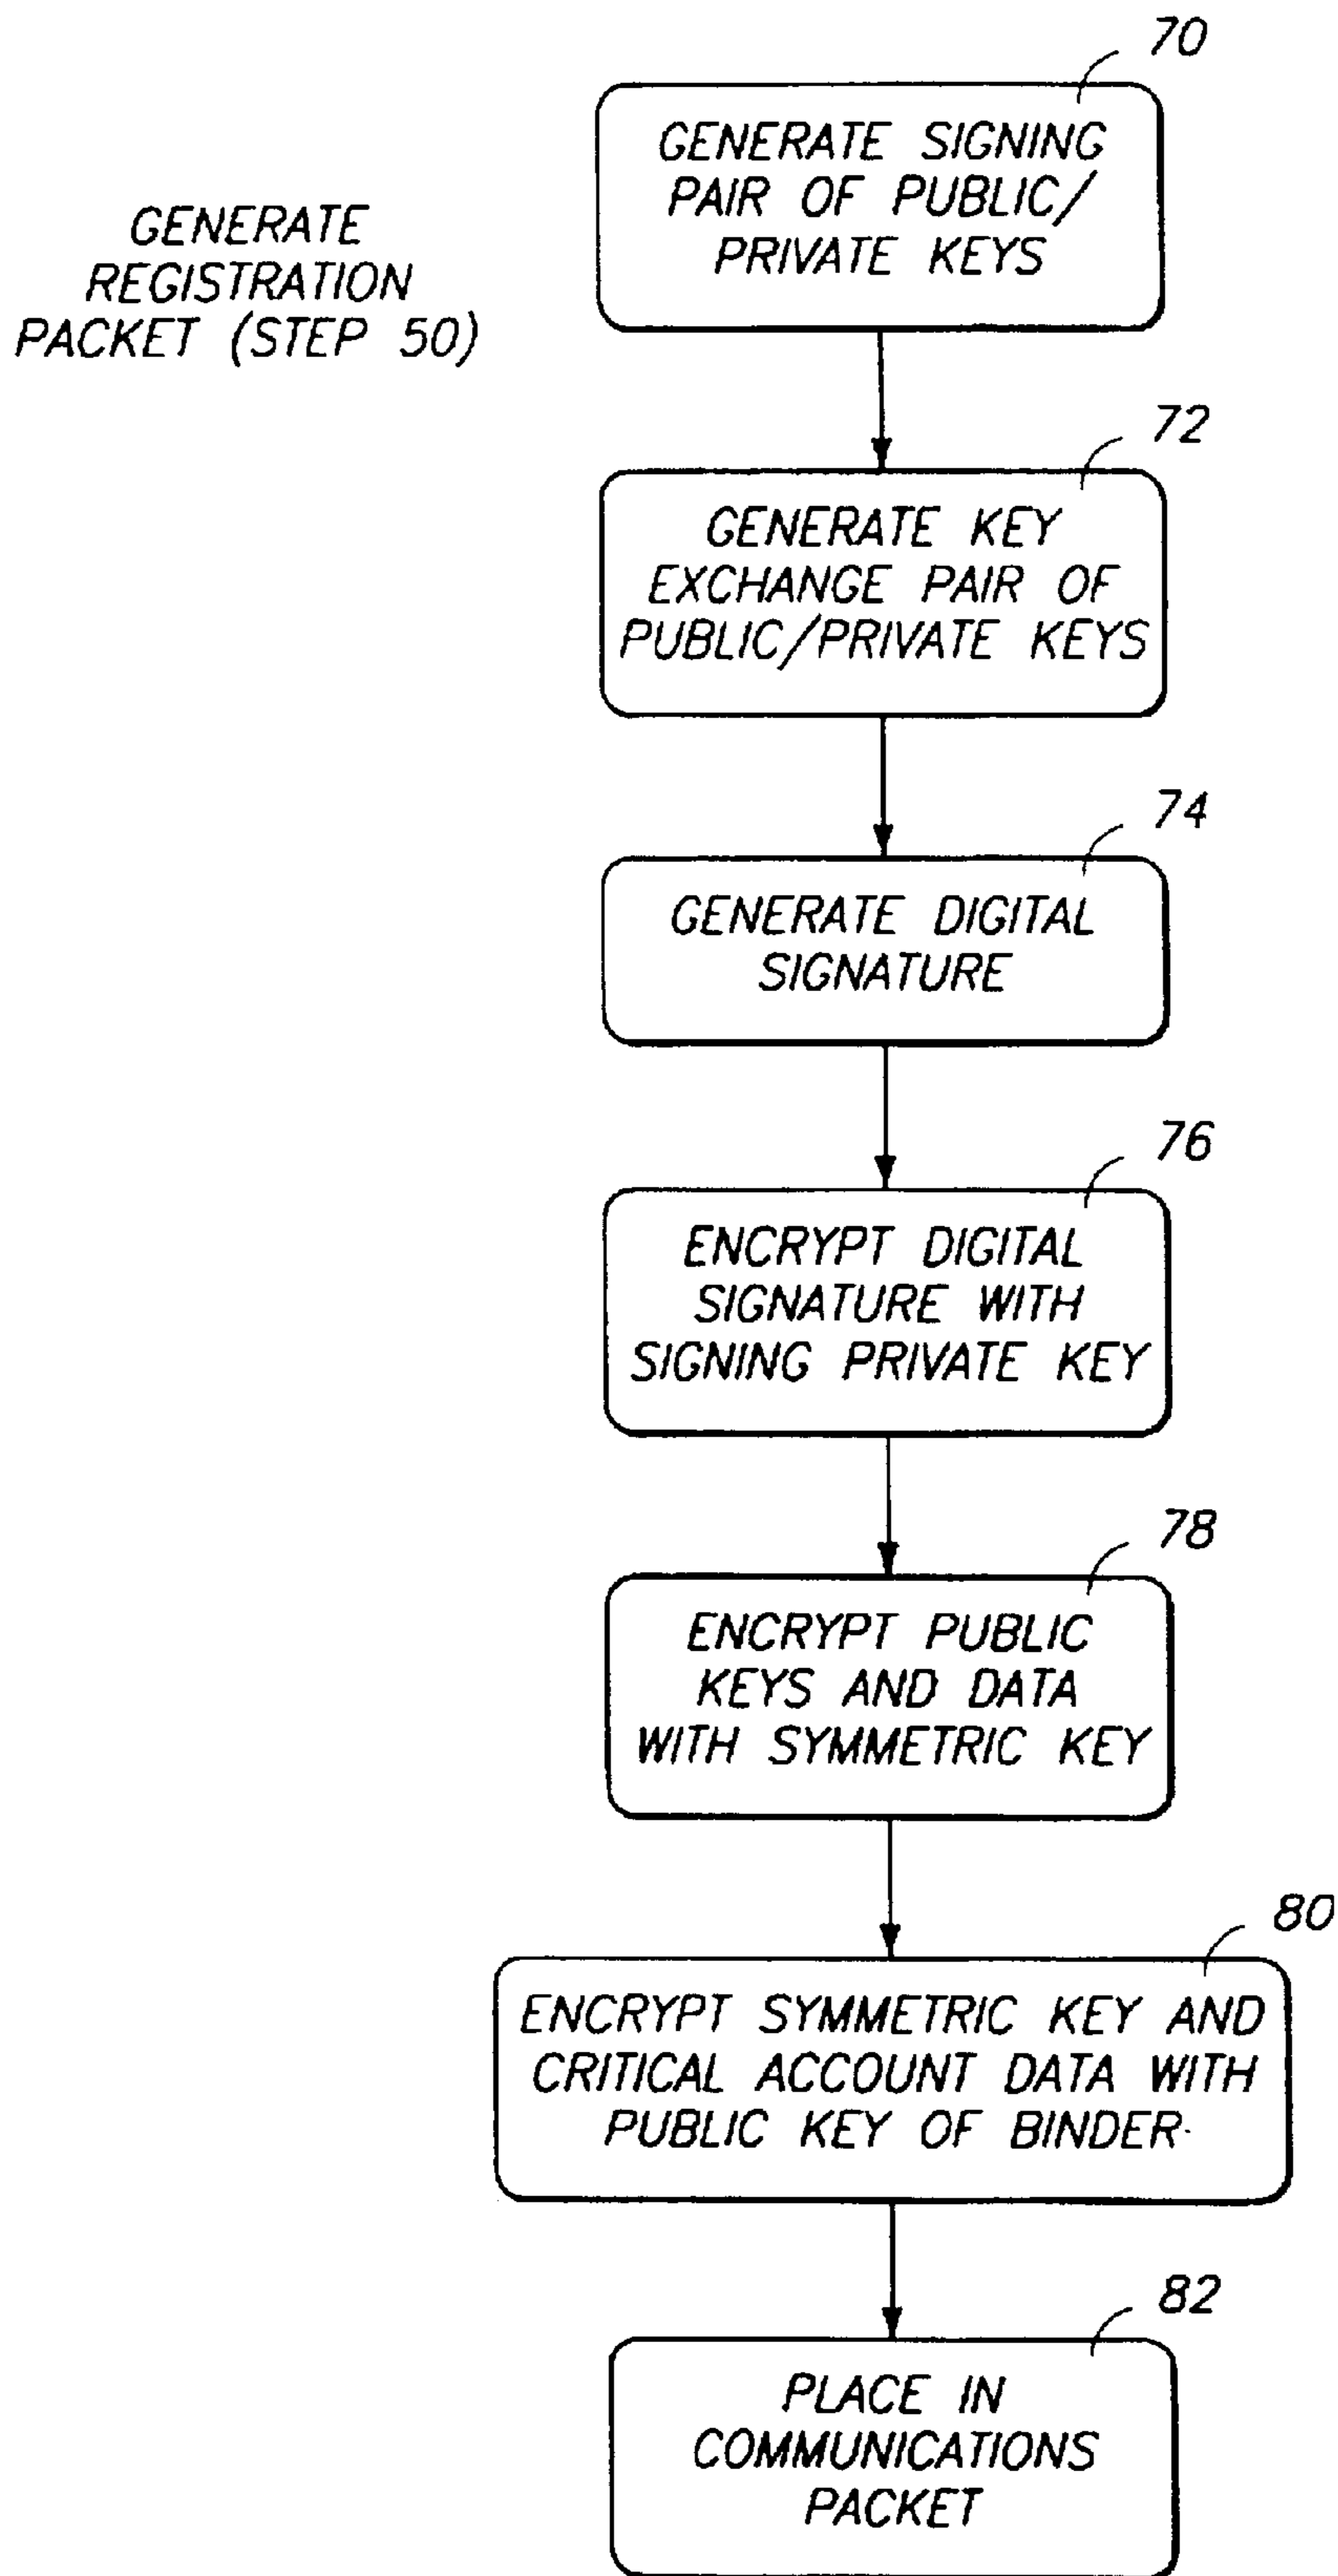 70
GENERATE SIGNING
PAIR OF PUBLIC/
PRIVATE KEYS
GENERATE
REGISTRATION
PACKET (STEP 50)
72
GENERATE KEY
EXCHANGE PAIR OF
PUBLIC/PRIVATE KEYS
74
GENERATE DIGITAL
SIGNATURE
76
ENCRYPT DIGITAL
SIGNATURE WITH
SIGNING PRIVATE KEY
78
ENCRYPT PUBLIC
KEYS AND DATA
WITH SYMMETRIC KEY
80
ENCRYPT SYMMETRIC KEY AND
CRITICAL ACCOUNT DATA WITH
PUBLIC KEY OF BINDER
82
PLACE IN
COMMUNICATIONS
PACKET